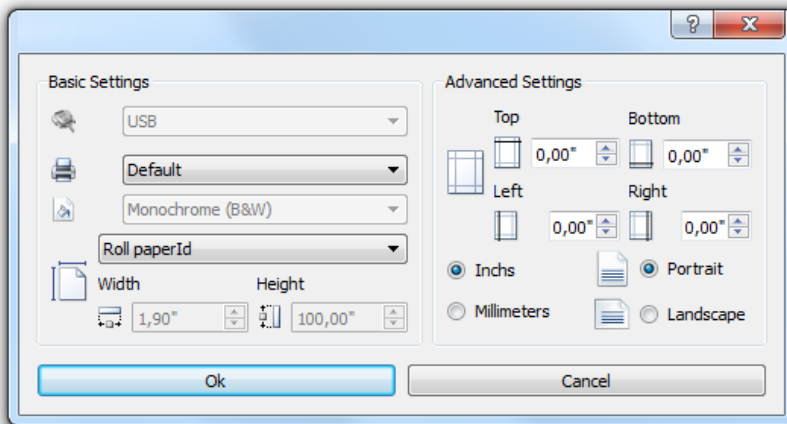 ?
X
Basic Settings
USB
Default
Monochrome (B&W)
Roll paperId
Width Height
1,90" 100,00"
Advanced Settings
Top Bottom
0,00" 0,00"
Left Right
0,00" 0,00"
Inchs Portrait
Millimeters Landscape
Ok Cancel